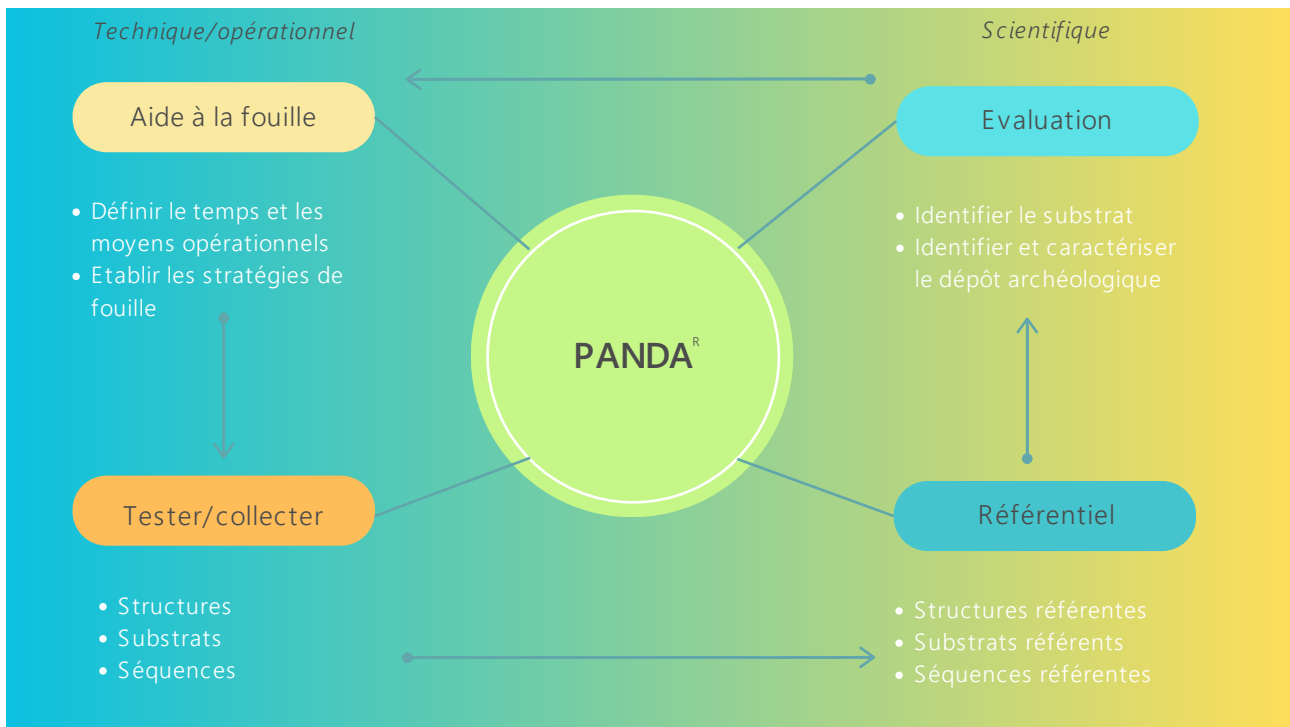 Technique/opérationnel
Scientifique
Aide à la fouille
Evaluation
• Définir le temps et les
moyens opérationnels
• Etablir les stratégies de
fouille
• Identifier le substrat
• Identifier et caractériser
le dépôt archéologique
PANDA R
Tester/collecter
Référentiel
• Structures
• Substrats
• Séquences
• Structures référentes
• Substrats référents
• Séquences référentes